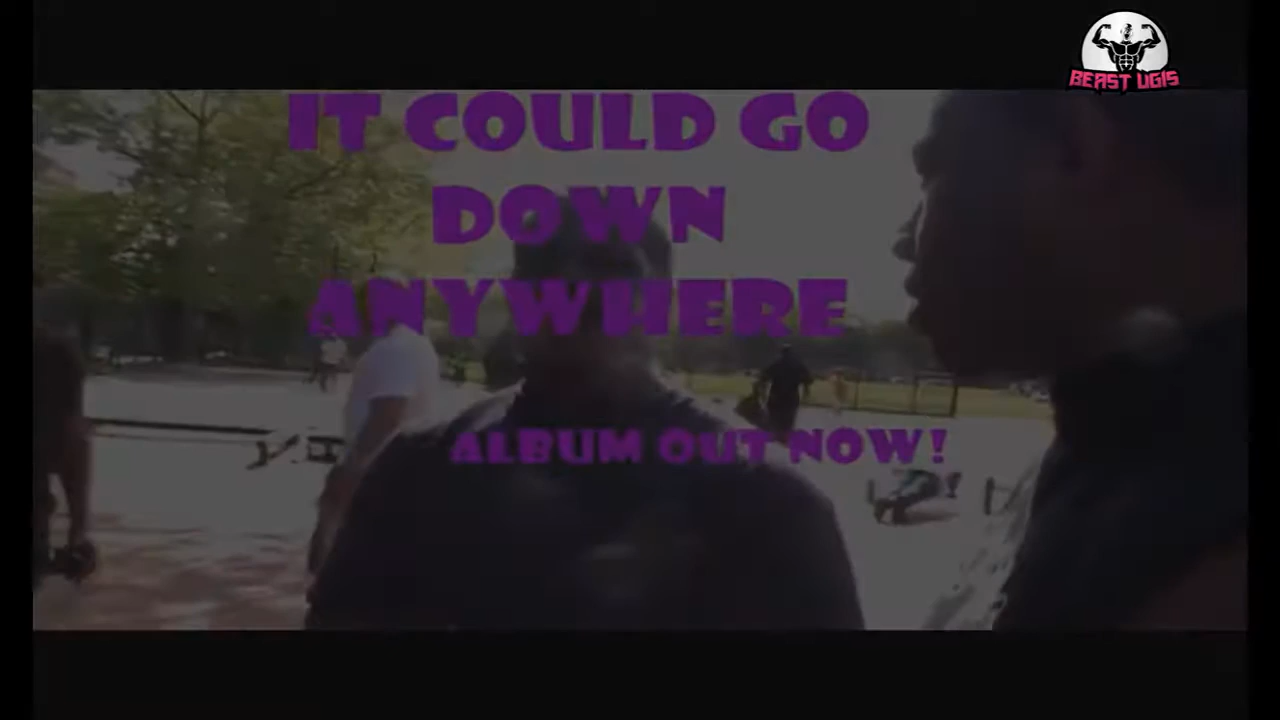 BEAST UGIS
IT COULD GO
DOWN
ANYWHERE
ALBUM OUT NOW!